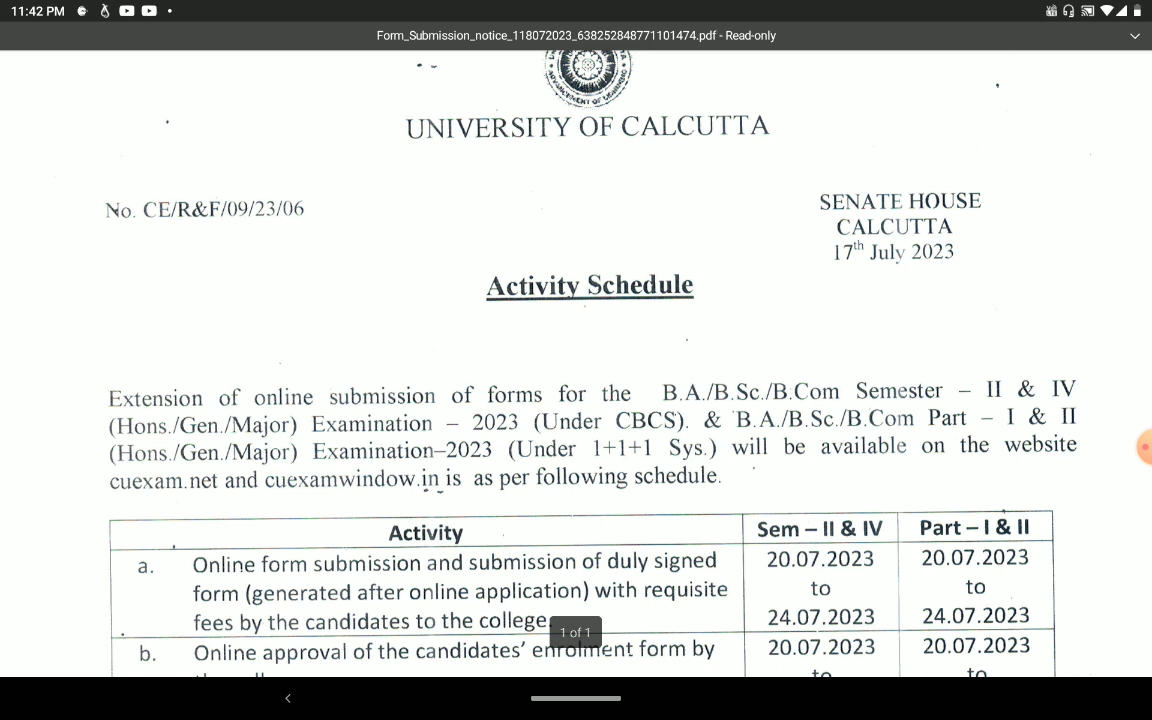 11:42 PM
Form_Submission_notice_118072023_638252848771101474.pdf - Read-only
ADVANCEMENT OF LEARNING
UNIVERSITY OF CALCUTTA
No. CE/R&F/09/23/06
SENATE HOUSE
CALCUTTA
17th July 2023
Activity Schedule
Extension of online submission of forms for the B.A./B.Sc./B.Com Semester – II & IV
(Hons./Gen./Major) Examination – 2023 (Under CBCS). & B.A./B.Sc./B.Com Part – I & II
(Hons./Gen./Major) Examination–2023 (Under 1+1+1 Sys.) will be available on the website
cuexam.net and cuexamwindow.in is as per following schedule.
Activity Sem – II & IV Part – I & II
a. Online form submission and submission of duly signed 20.07.2023 20.07.2023
form (generated after online application) with requisite to to
fees by the candidates to the college. 24.07.2023 24.07.2023
1 of 1
b. Online approval of the candidates' enrolment form by 20.07.2023 20.07.2023
to to